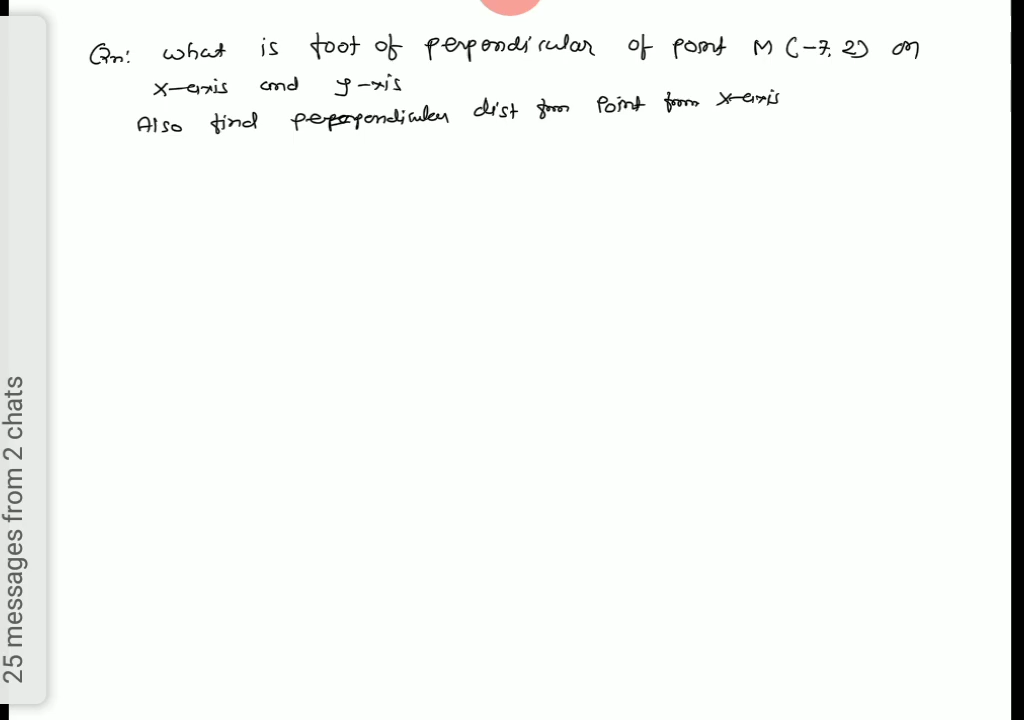 Qn: what is foot of perpendicular of point M (-7, 2) on
x-axis and y-xis
Also find perpendicular dist from Point from x-axis
25 messages from 2 chats